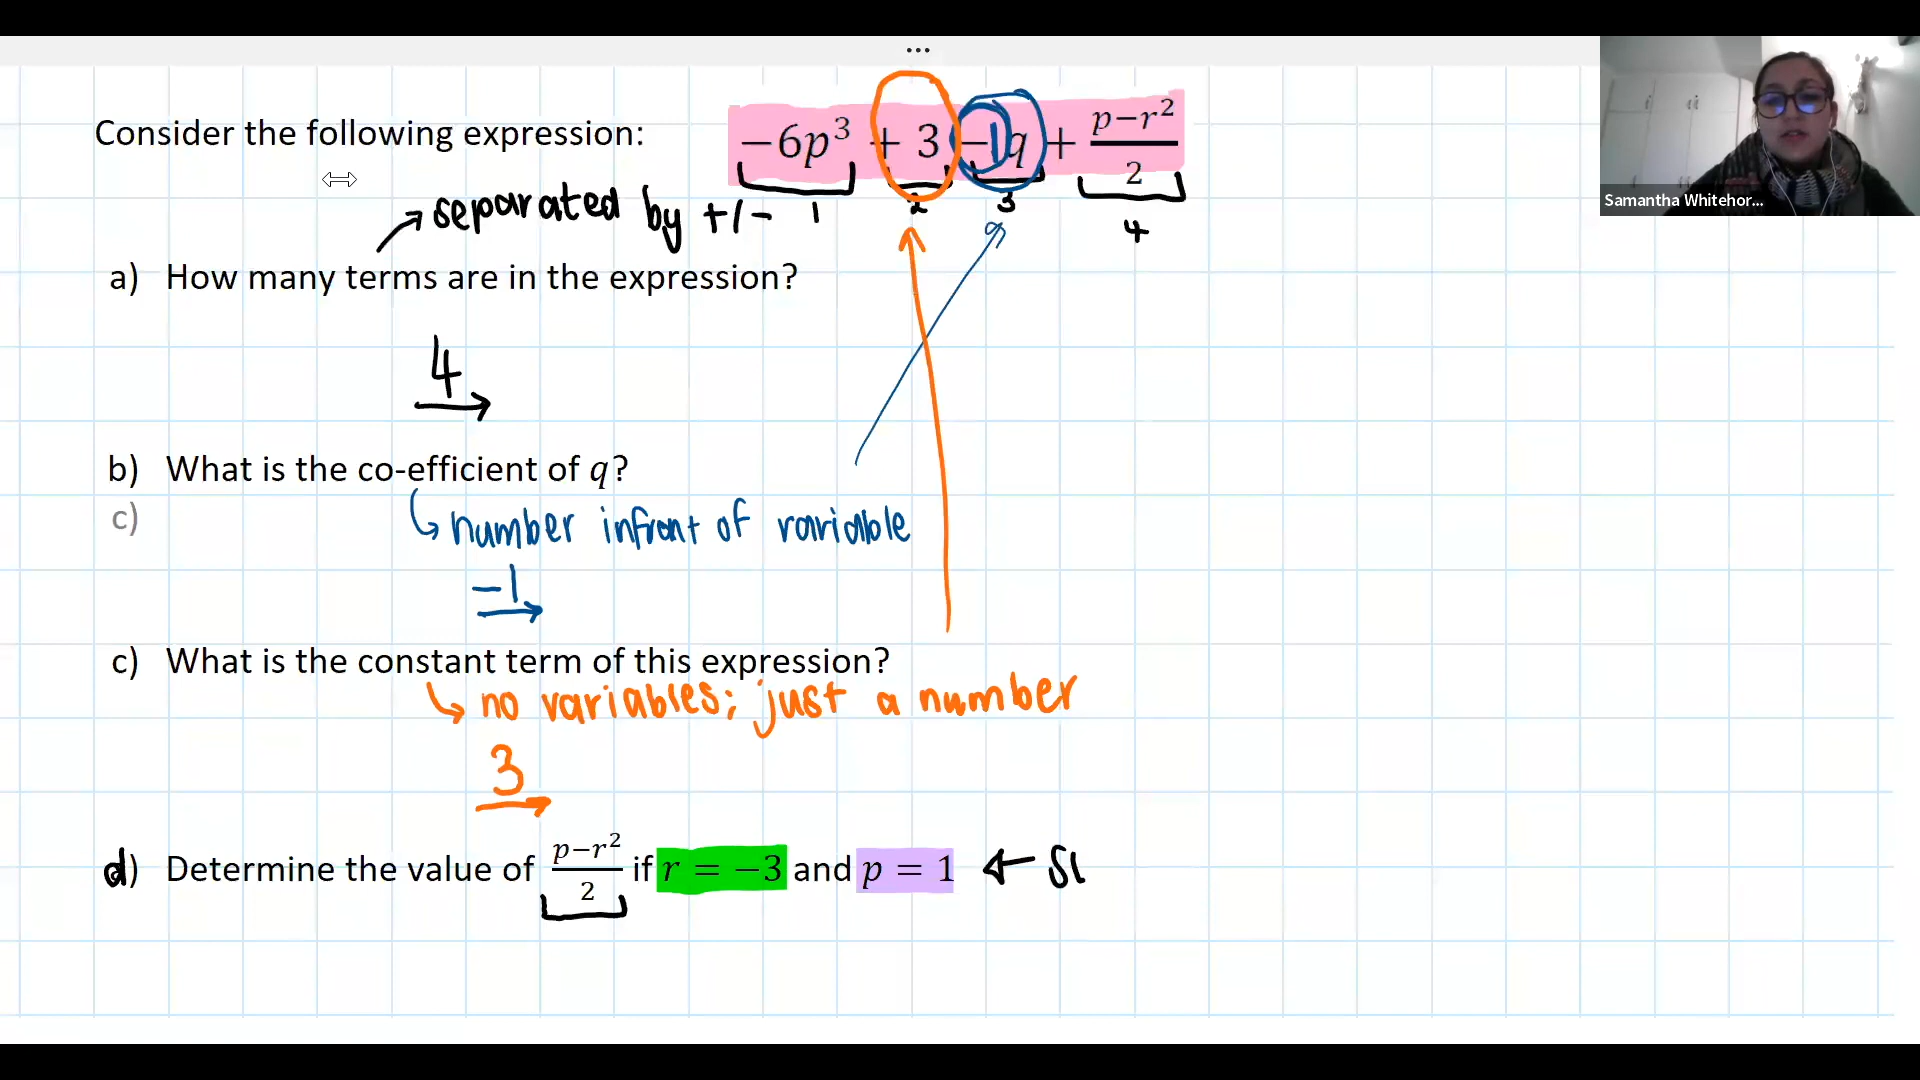 ...
Samantha Whitehor...
Consider the following expression: −6p³ + 3 −1q + (p−r²)/2
separated by +/− 1 2 3 4
a) How many terms are in the expression?
4
b) What is the co-efficient of q?
c)
number infront of variable
−1
c) What is the constant term of this expression?
no variables; just a number
3
d) Determine the value of (p−r²)/2 if r = −3 and p = 1